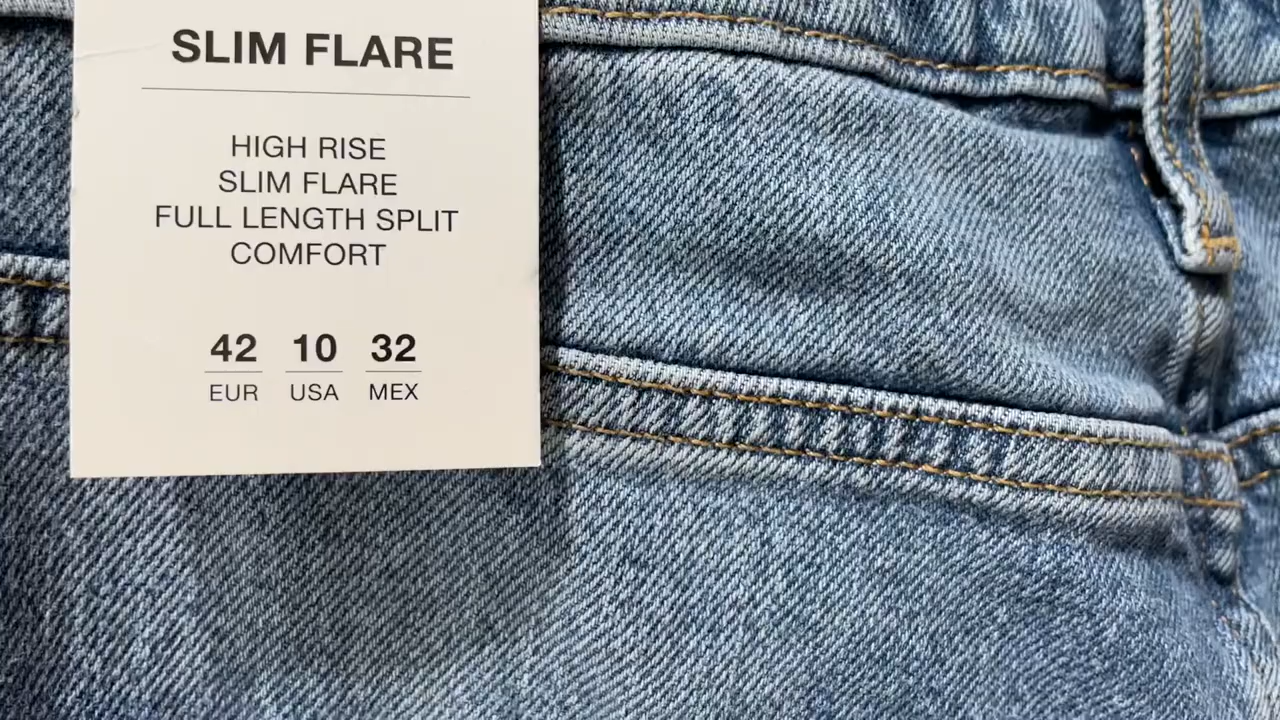 SLIM FLARE
HIGH RISE
SLIM FLARE
FULL LENGTH SPLIT
COMFORT
42 10 32
EUR USA MEX